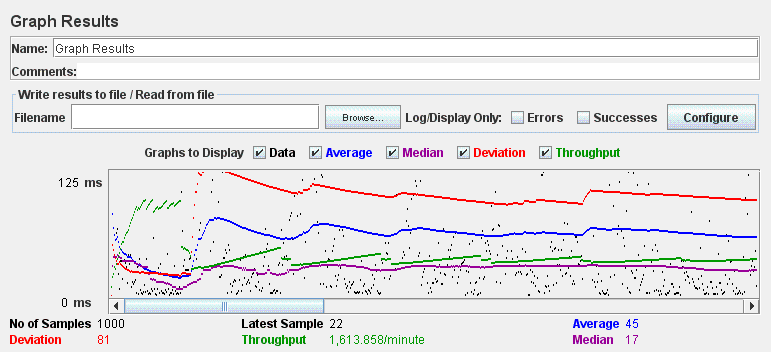 Graph Results
Name: Graph Results
Comments:
Write results to file / Read from file
Filename Browse... Log/Display Only: Errors Successes Configure
Graphs to Display Data Average Median Deviation Throughput
125 ms
0 ms
No of Samples 1000 Latest Sample 22 Average 45
Deviation 81 Throughput 1,613.858/minute Median 17